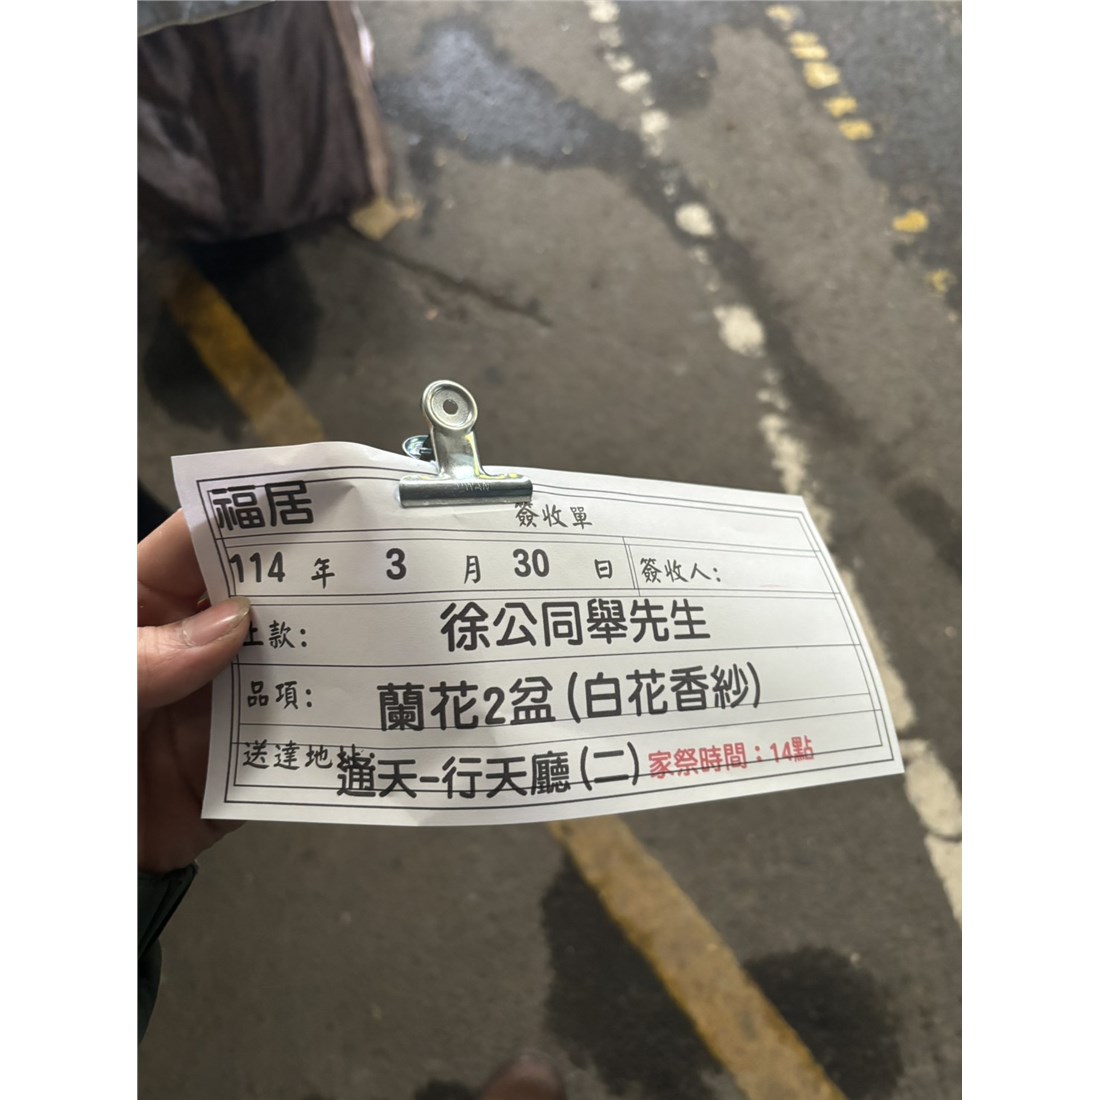 福居 簽收單
114 年 3 月 30 日 簽收人:
上款: 徐公同舉先生
品項: 蘭花2盆(白花香紗)
送達地址: 通天-行天廳(二) 家祭時間:14點